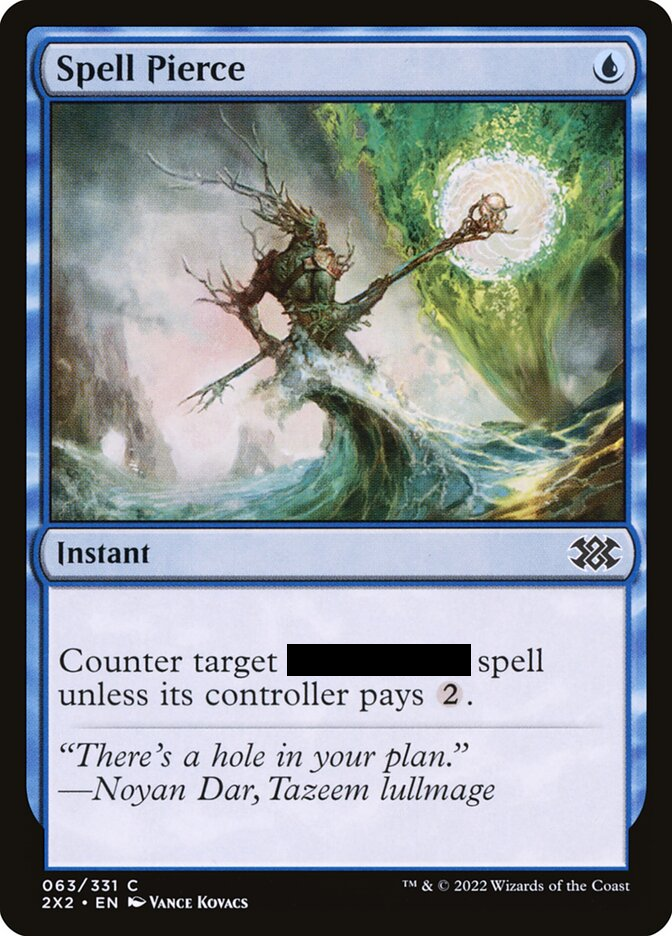 Spell Pierce
Instant
Counter target spell
unless its controller pays 2.
“There’s a hole in your plan.”
—Noyan Dar, Tazeem lullmage
063/331 C
2X2 • EN Vance Kovacs
™ & © 2022 Wizards of the Coast